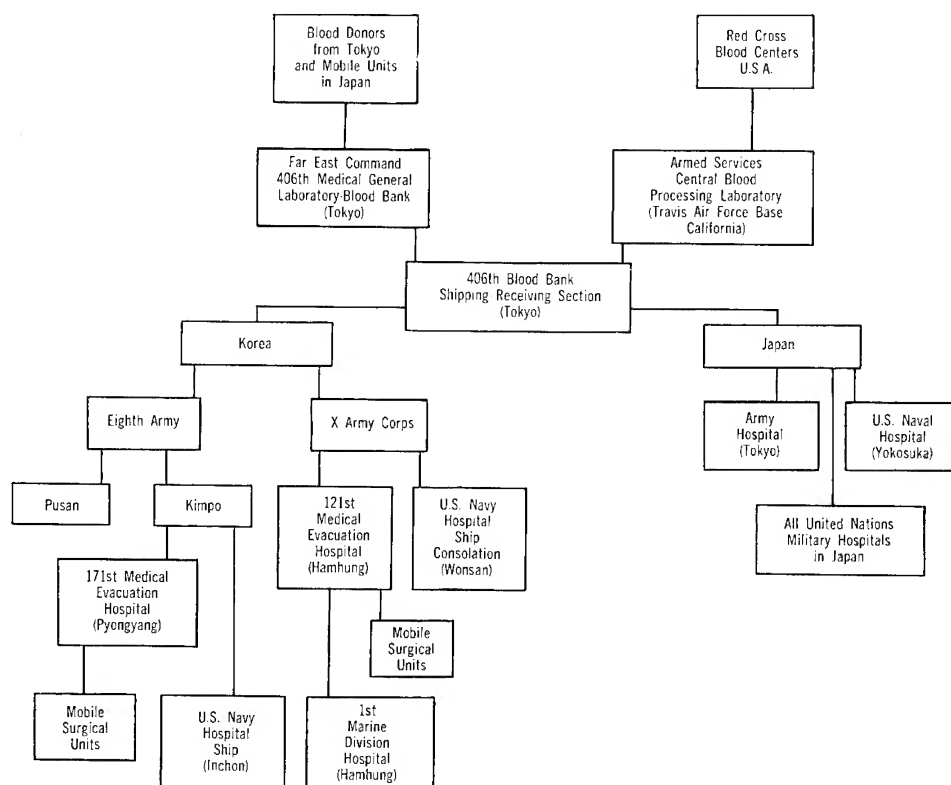 Blood Donors
from Tokyo
and Mobile Units
in Japan
Red Cross
Blood Centers
U.S.A.
Far East Command
406th Medical General
Laboratory-Blood Bank
(Tokyo)
Armed Services
Central Blood
Processing Laboratory
(Travis Air Force Base
California)
406th Blood Bank
Shipping Receiving Section
(Tokyo)
Korea
Japan
Eighth Army
X Army Corps
Army
Hospital
(Tokyo)
U.S. Naval
Hospital
(Yokosuka)
Pusan
Kimpo
121st
Medical
Evacuation
Hospital
(Hamhung)
U.S. Navy
Hospital
Ship
Consolation
(Wonsan)
All United Nations
Military Hospitals
in Japan
171st Medical
Evacuation
Hospital
(Pyongyang)
Mobile
Surgical
Units
Mobile
Surgical
Units
U.S. Navy
Hospital
Ship
(Inchon)
1st
Marine
Division
Hospital
(Hamhung)